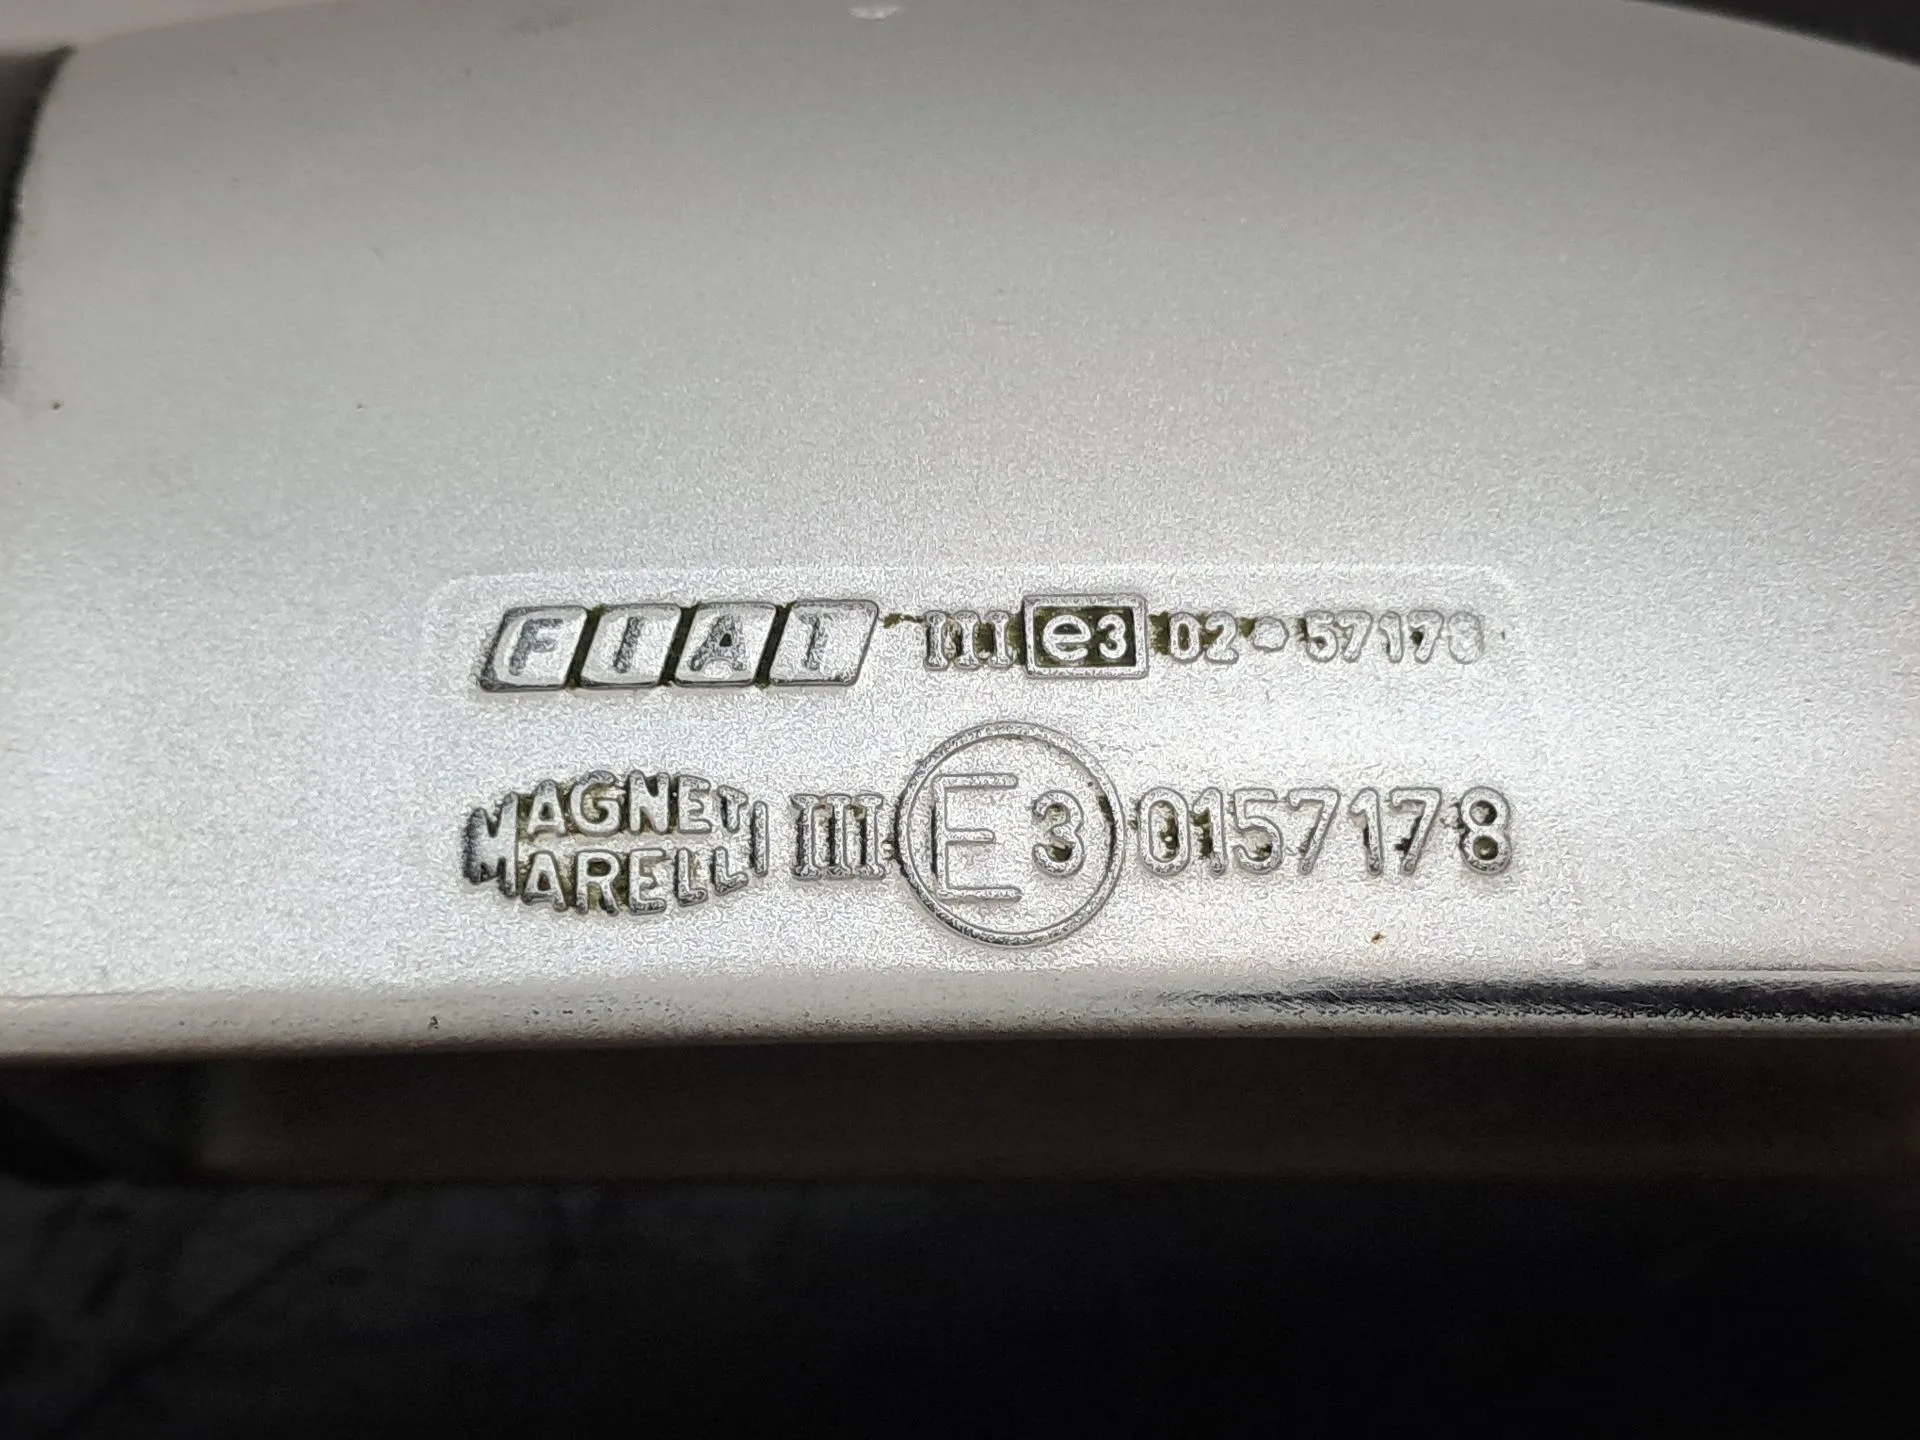 FIAT III e3 02•57178
MAGNETI III E3 0157178
MARELLI